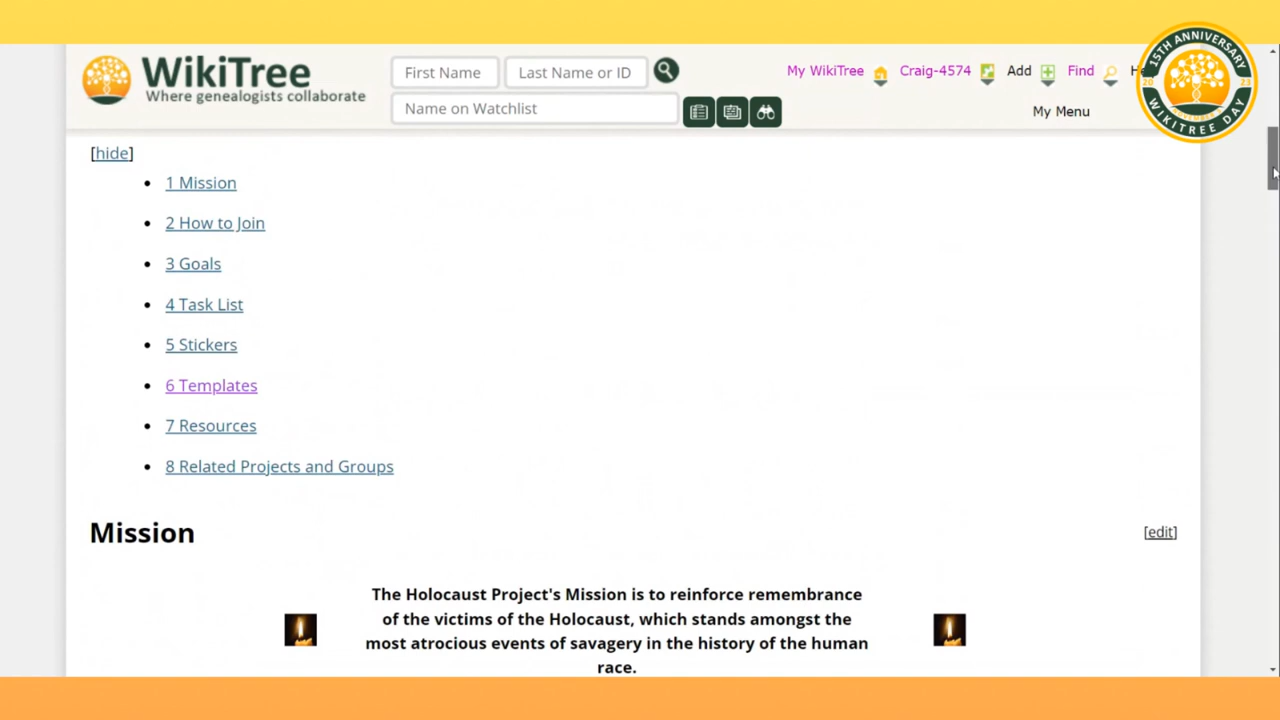 WikiTree
Where genealogists collaborate
First Name
Last Name or ID
My WikiTree
Craig-4574
Add
Find
Name on Watchlist
My Menu
15TH ANNIVERSARY
20 23
WIKITREE DAY
[hide]
1 Mission
2 How to Join
3 Goals
4 Task List
5 Stickers
6 Templates
7 Resources
8 Related Projects and Groups
Mission
[edit]
The Holocaust Project's Mission is to reinforce remembrance
of the victims of the Holocaust, which stands amongst the
most atrocious events of savagery in the history of the human
race.